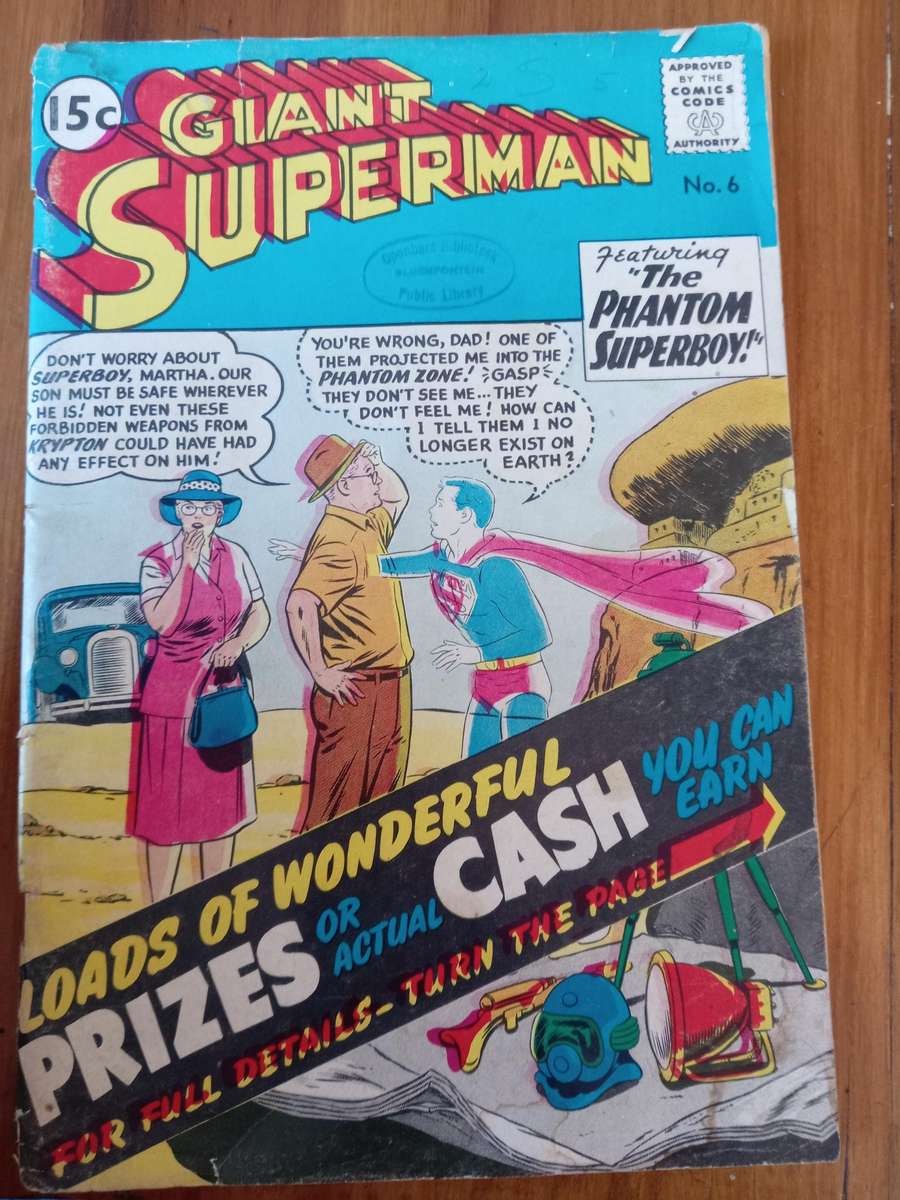 15c
GIANT
SUPERMAN
APPROVED
BY THE
COMICS
CODE
CA
AUTHORITY
No. 6
Openbare Biblioteek
BLOEMFONTEIN
Public Library
Featuring
"The
PHANTOM
SUPERBOY!"
DON'T WORRY ABOUT
SUPERBOY, MARTHA. OUR
SON MUST BE SAFE WHEREVER
HE IS! NOT EVEN THESE
FORBIDDEN WEAPONS FROM
KRYPTON COULD HAVE HAD
ANY EFFECT ON HIM!
YOU'RE WRONG, DAD! ONE OF
THEM PROJECTED ME INTO THE
PHANTOM ZONE! GASP
THEY DON'T SEE ME... THEY
DON'T FEEL ME! HOW CAN
I TELL THEM I NO
LONGER EXIST ON
EARTH?
LOADS OF WONDERFUL
PRIZES OR ACTUAL CASH YOU CAN EARN
FOR FULL DETAILS - TURN THE PAGE